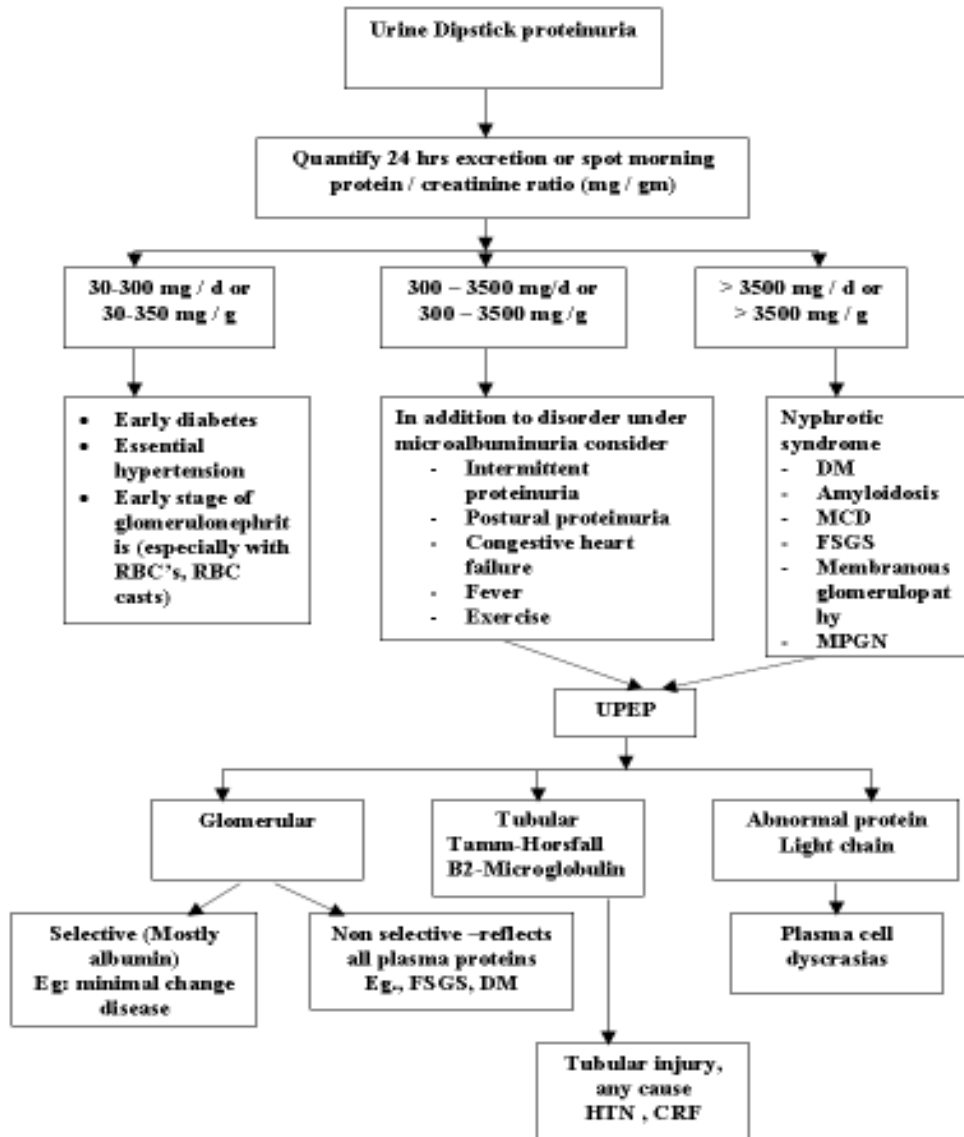 Urine Dipstick proteinuria
Quantify 24 hrs excretion or spot morning
protein / creatinine ratio (mg / gm)
30-300 mg / d or
30-350 mg / g
300 – 3500 mg/d or
300 – 3500 mg /g
> 3500 mg / d or
> 3500 mg / g
• Early diabetes
• Essential
hypertension
• Early stage of
glomerulonephrit
is (especially with
RBC's, RBC
casts)
In addition to disorder under
microalbuminuria consider
- Intermittent
proteinuria
- Postural proteinuria
- Congestive heart
failure
- Fever
- Exercise
Nyphrotic
syndrome
- DM
- Amyloidosis
- MCD
- FSGS
- Membranous
glomerulopat
hy
- MPGN
UPEP
Glomerular
Tubular
Tamm-Horsfall
B2-Microglobulin
Abnormal protein
Light chain
Selective (Mostly
albumin)
Eg: minimal change
disease
Non selective –reflects
all plasma proteins
Eg., FSGS, DM
Plasma cell
dyscrasias
Tubular injury,
any cause
HTN , CRF